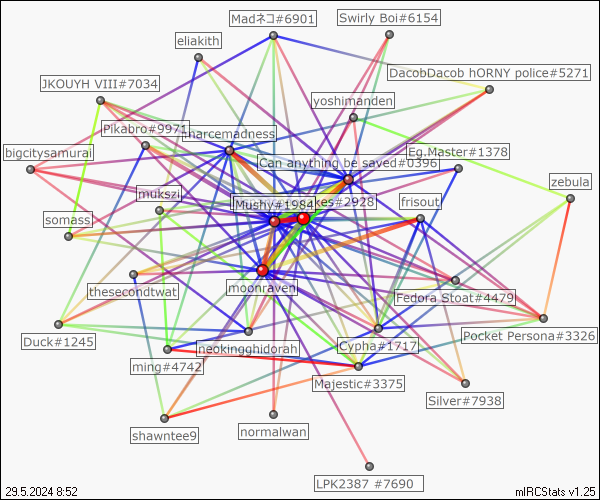 Madネコ#6901
Swirly Boi#6154
eliakith
DacobDacob hORNY police#5271
JKOUYH VIII#7034
yoshimanden
Pikabro#9971
marcemadness
Eg.Master#1378
bigcitysamurai
Can anything be saved#0396
zebula
mukszi
Mushy#1984
kes#2928
frisout
somass
moonraven
thesecondtwat
Fedora Stoat#4479
Duck#1245
neokingghidorah
Cypha#1717
Pocket Persona#3326
ming#4742
Majestic#3375
Silver#7938
shawntee9
normalwan
LPK2387 #7690
29.5.2024 8:52
mIRCStats v1.25